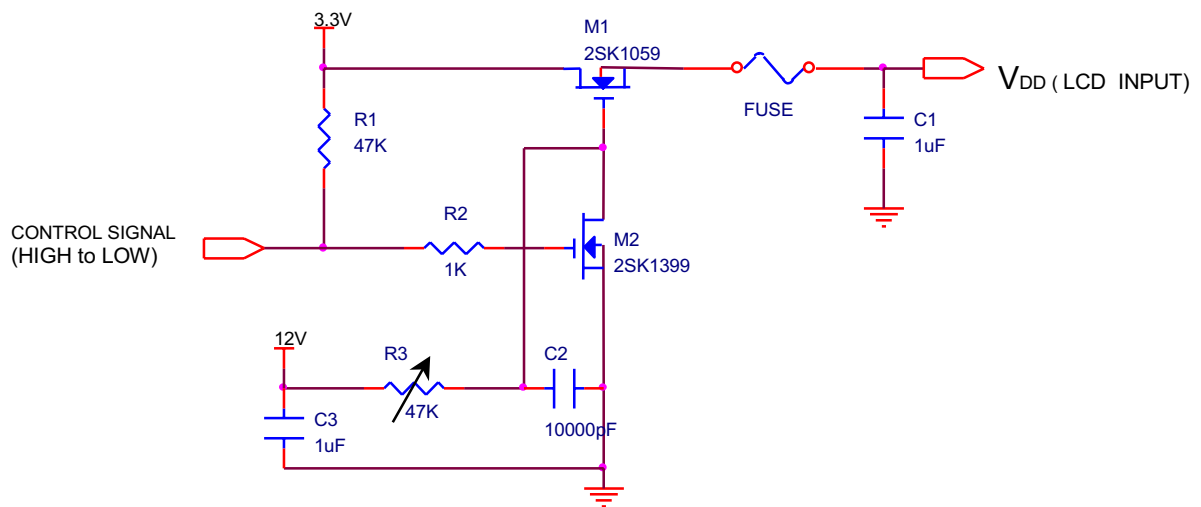 3.3V
M1
2SK1059
FUSE
VDD ( LCD INPUT)
R1
47K
C1
1uF
CONTROL SIGNAL
(HIGH to LOW)
R2
1K
M2
2SK1399
12V
R3
47K
C2
10000pF
C3
1uF